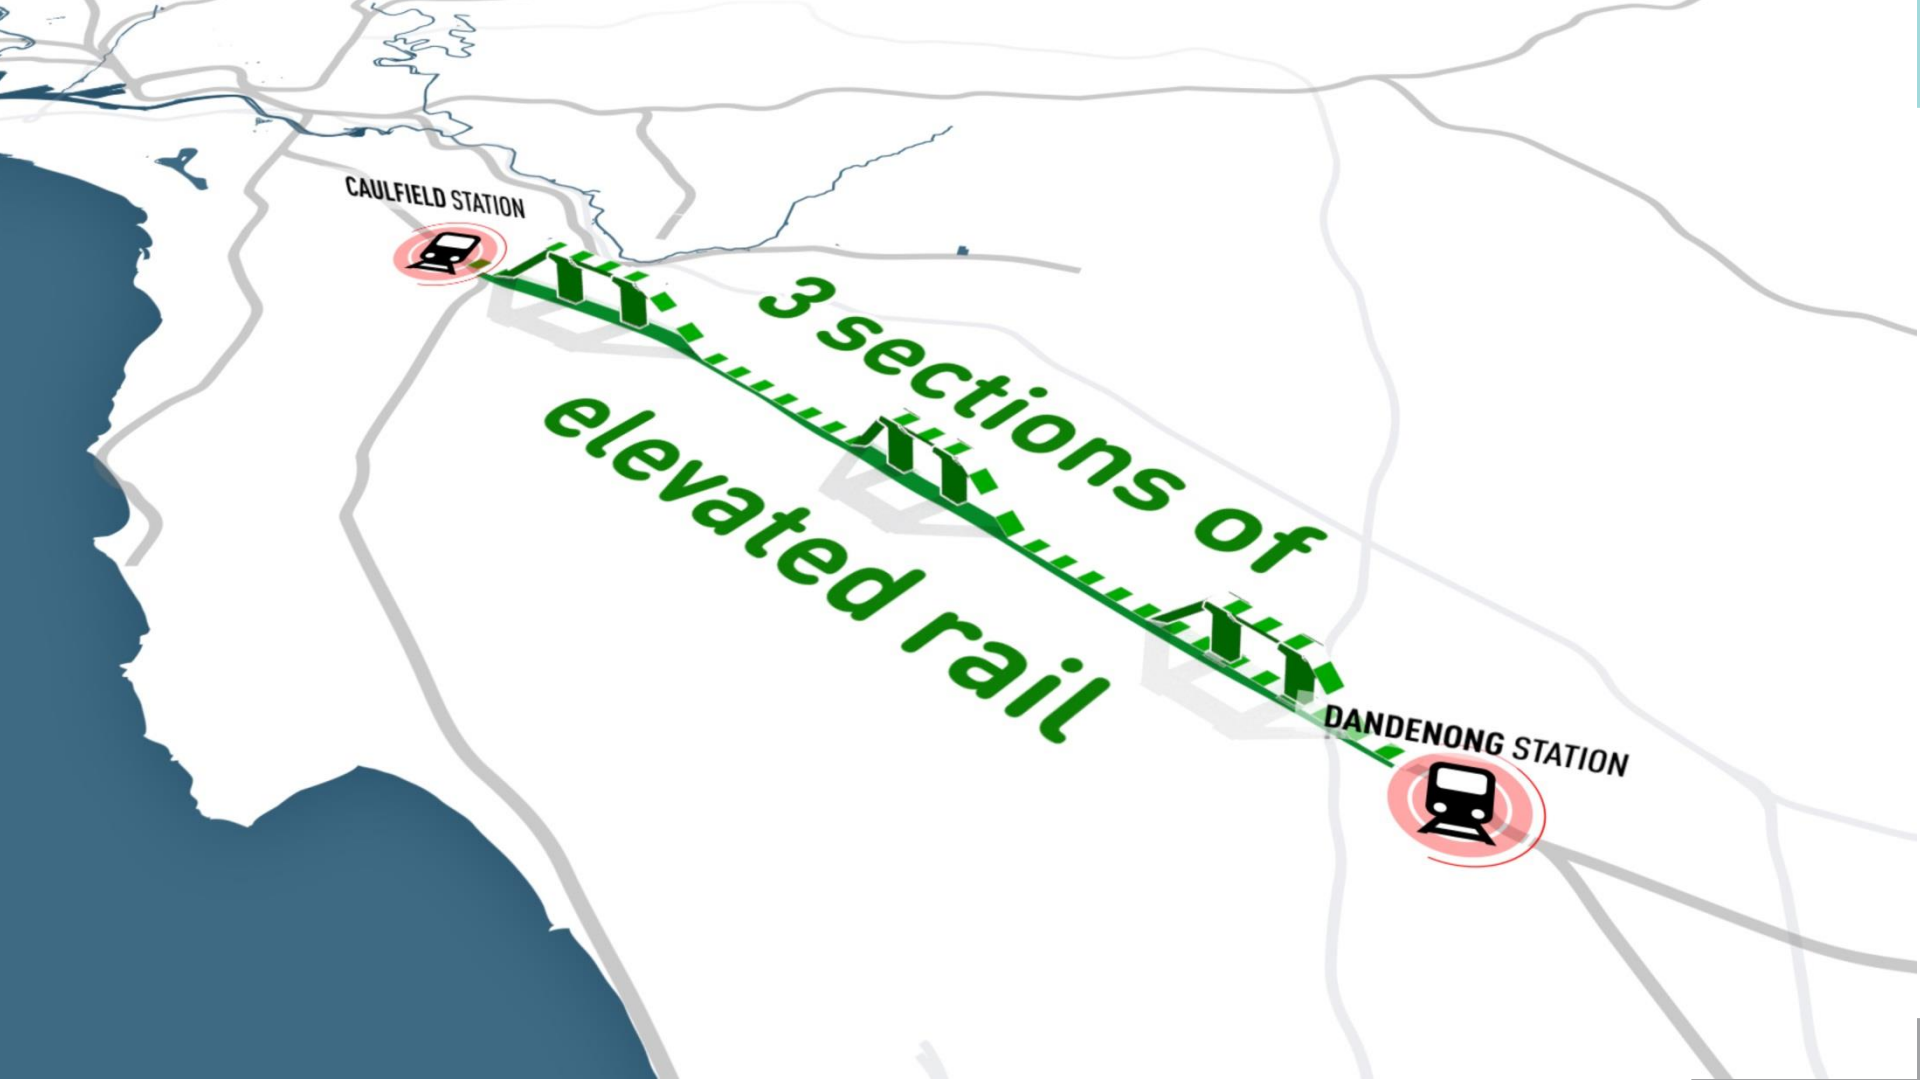 CAULFIELD STATION
3 sections of
elevated rail
DANDENONG STATION